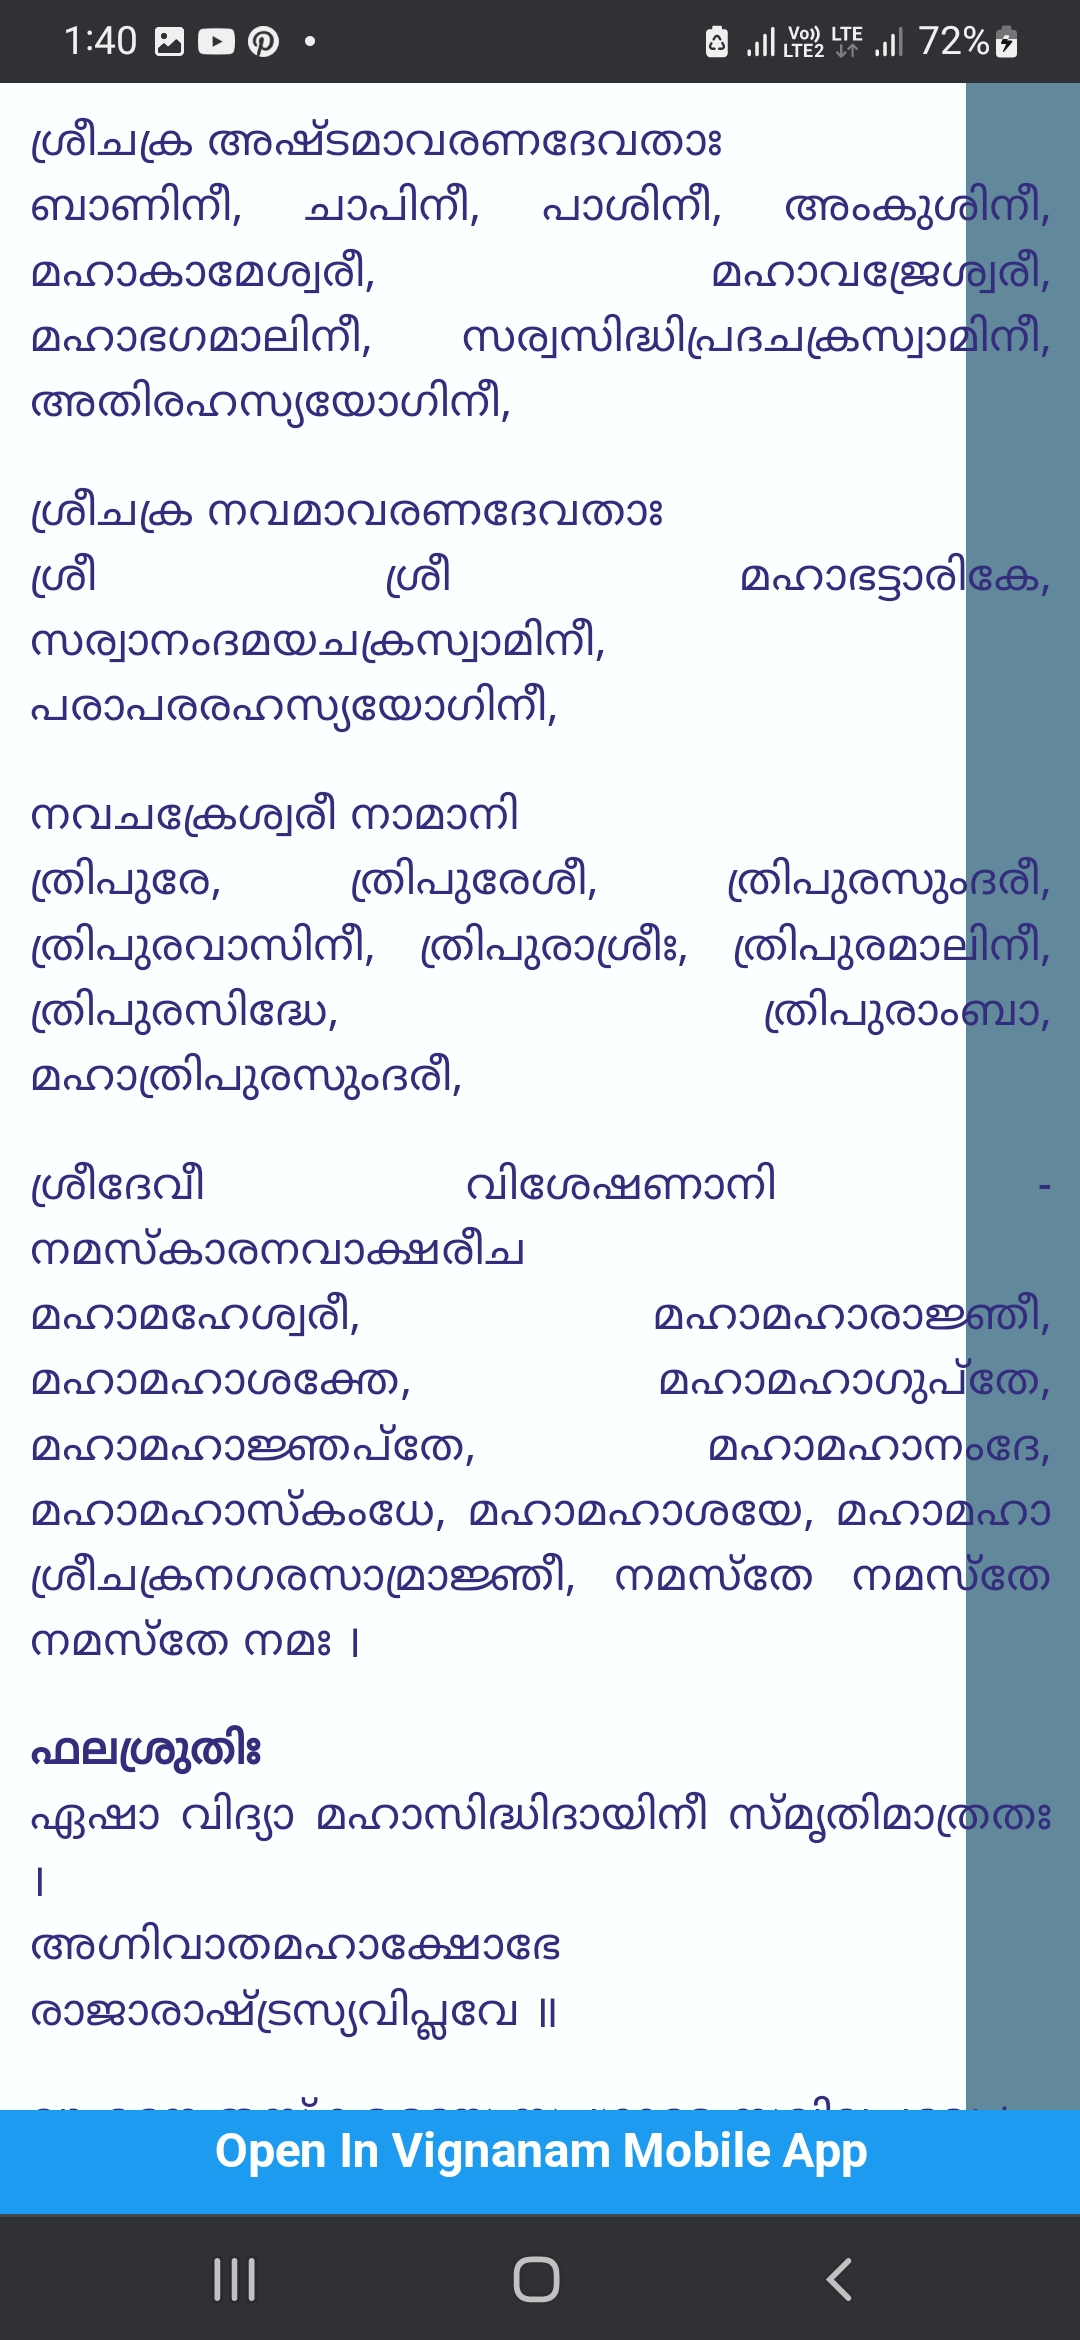 1:40
Vo)) LTE2 LTE 72%
ശ്രീചക്ര അഷ്ടമാവരണദേവതാഃ
ബാണിനീ, ചാപിനീ, പാശിനീ, അംകുശിനീ,
മഹാകാമേശ്വരീ, മഹാവജ്രേശ്വരീ,
മഹാഭഗമാലിനീ, സര്വസിദ്ധിപ്രദചക്രസ്വാമിനീ,
അതിരഹസ്യയോഗിനീ,
ശ്രീചക്ര നവമാവരണദേവതാഃ
ശ്രീ ശ്രീ മഹാഭട്ടാരികേ,
സര്വാനംദമയചക്രസ്വാമിനീ,
പരാപരരഹസ്യയോഗിനീ,
നവചക്രേശ്വരീ നാമാനി
ത്രിപുരേ, ത്രിപുരേശീ, ത്രിപുരസുംദരീ,
ത്രിപുരവാസിനീ, ത്രിപുരാശ്രീഃ, ത്രിപുരമാലിനീ,
ത്രിപുരസിദ്ധേ, ത്രിപുരാംബാ,
മഹാത്രിപുരസുംദരീ,
ശ്രീദേവീ വിശേഷണാനി -
നമസ്കാരനവാക്ഷരീച
മഹാമഹേശ്വരീ, മഹാമഹാരാജ്ഞീ,
മഹാമഹാശക്തേ, മഹാമഹാഗുപ്തേ,
മഹാമഹാജ്ഞപ്തേ, മഹാമഹാനംദേ,
മഹാമഹാസ്കംധേ, മഹാമഹാശയേ, മഹാമഹാ
ശ്രീചക്രനഗരസാമ്രാജ്ഞീ, നമസ്തേ നമസ്തേ
നമസ്തേ നമഃ ।
ഫലശ്രുതിഃ
ഏഷാ വിദ്യാ മഹാസിദ്ധിദായിനീ സ്മൃതിമാത്രതഃ
।
അഗ്നിവാതമഹാക്ഷോഭേ
രാജാരാഷ്ട്രസ്യവിപ്ലവേ ॥
Open In Vignanam Mobile App